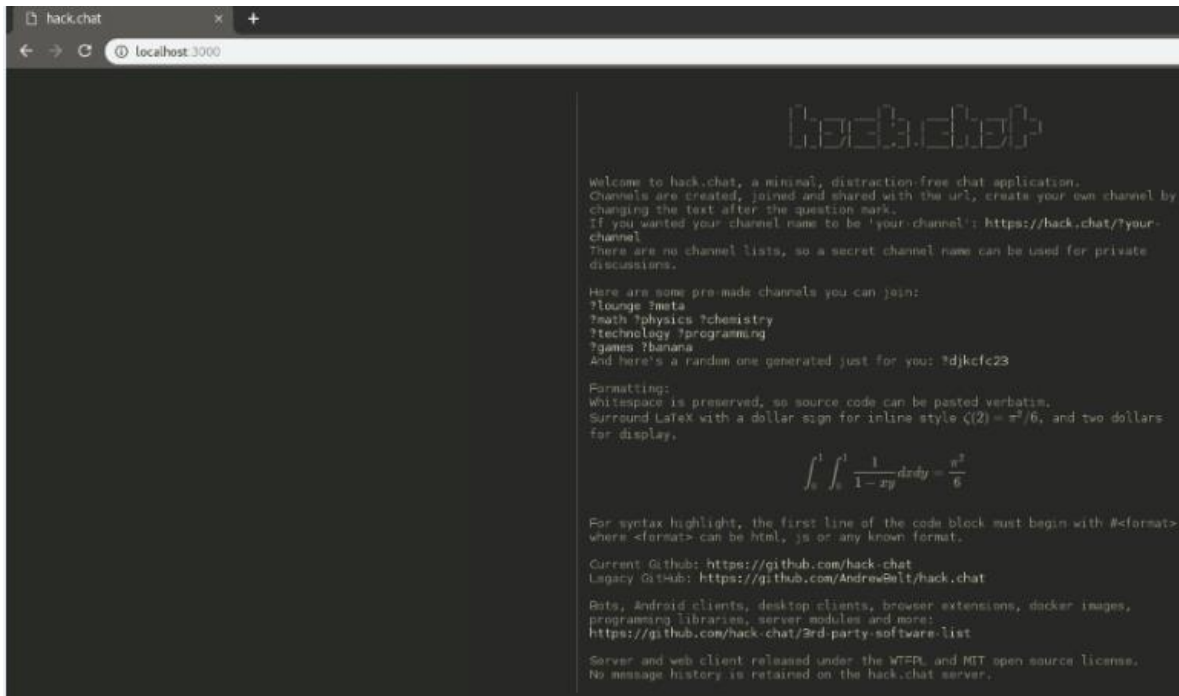 hack.chat
localhost:3000
hack.chat
Welcome to hack.chat, a minimal, distraction-free chat application.
Channels are created, joined and shared with the url, create your own channel by
changing the text after the question mark.
If you wanted your channel name to be 'your-channel': https://hack.chat/?your-
channel
There are no channel lists, so a secret channel name can be used for private
discussions.
Here are some pre-made channels you can join:
?lounge ?meta
?math ?physics ?chemistry
?technology ?programming
?games ?banana
And here's a random one generated just for you: ?djkcfc23
Formatting:
Whitespace is preserved, so source code can be pasted verbatim.
Surround LaTeX with a dollar sign for inline style ζ(2) = π²/6, and two dollars
for display.
∫₀¹ ∫₀¹ 1/(1 − xy) dxdy = π²/6
For syntax highlight, the first line of the code block must begin with #<format>
where <format> can be html, js or any known format.
Current Github: https://github.com/hack-chat
Legacy GitHub: https://github.com/AndrewBelt/hack.chat
Bots, Android clients, desktop clients, browser extensions, docker images,
programming libraries, server modules and more:
https://github.com/hack-chat/3rd-party-software-list
Server and web client released under the WTFPL and MIT open source license.
No message history is retained on the hack.chat server.